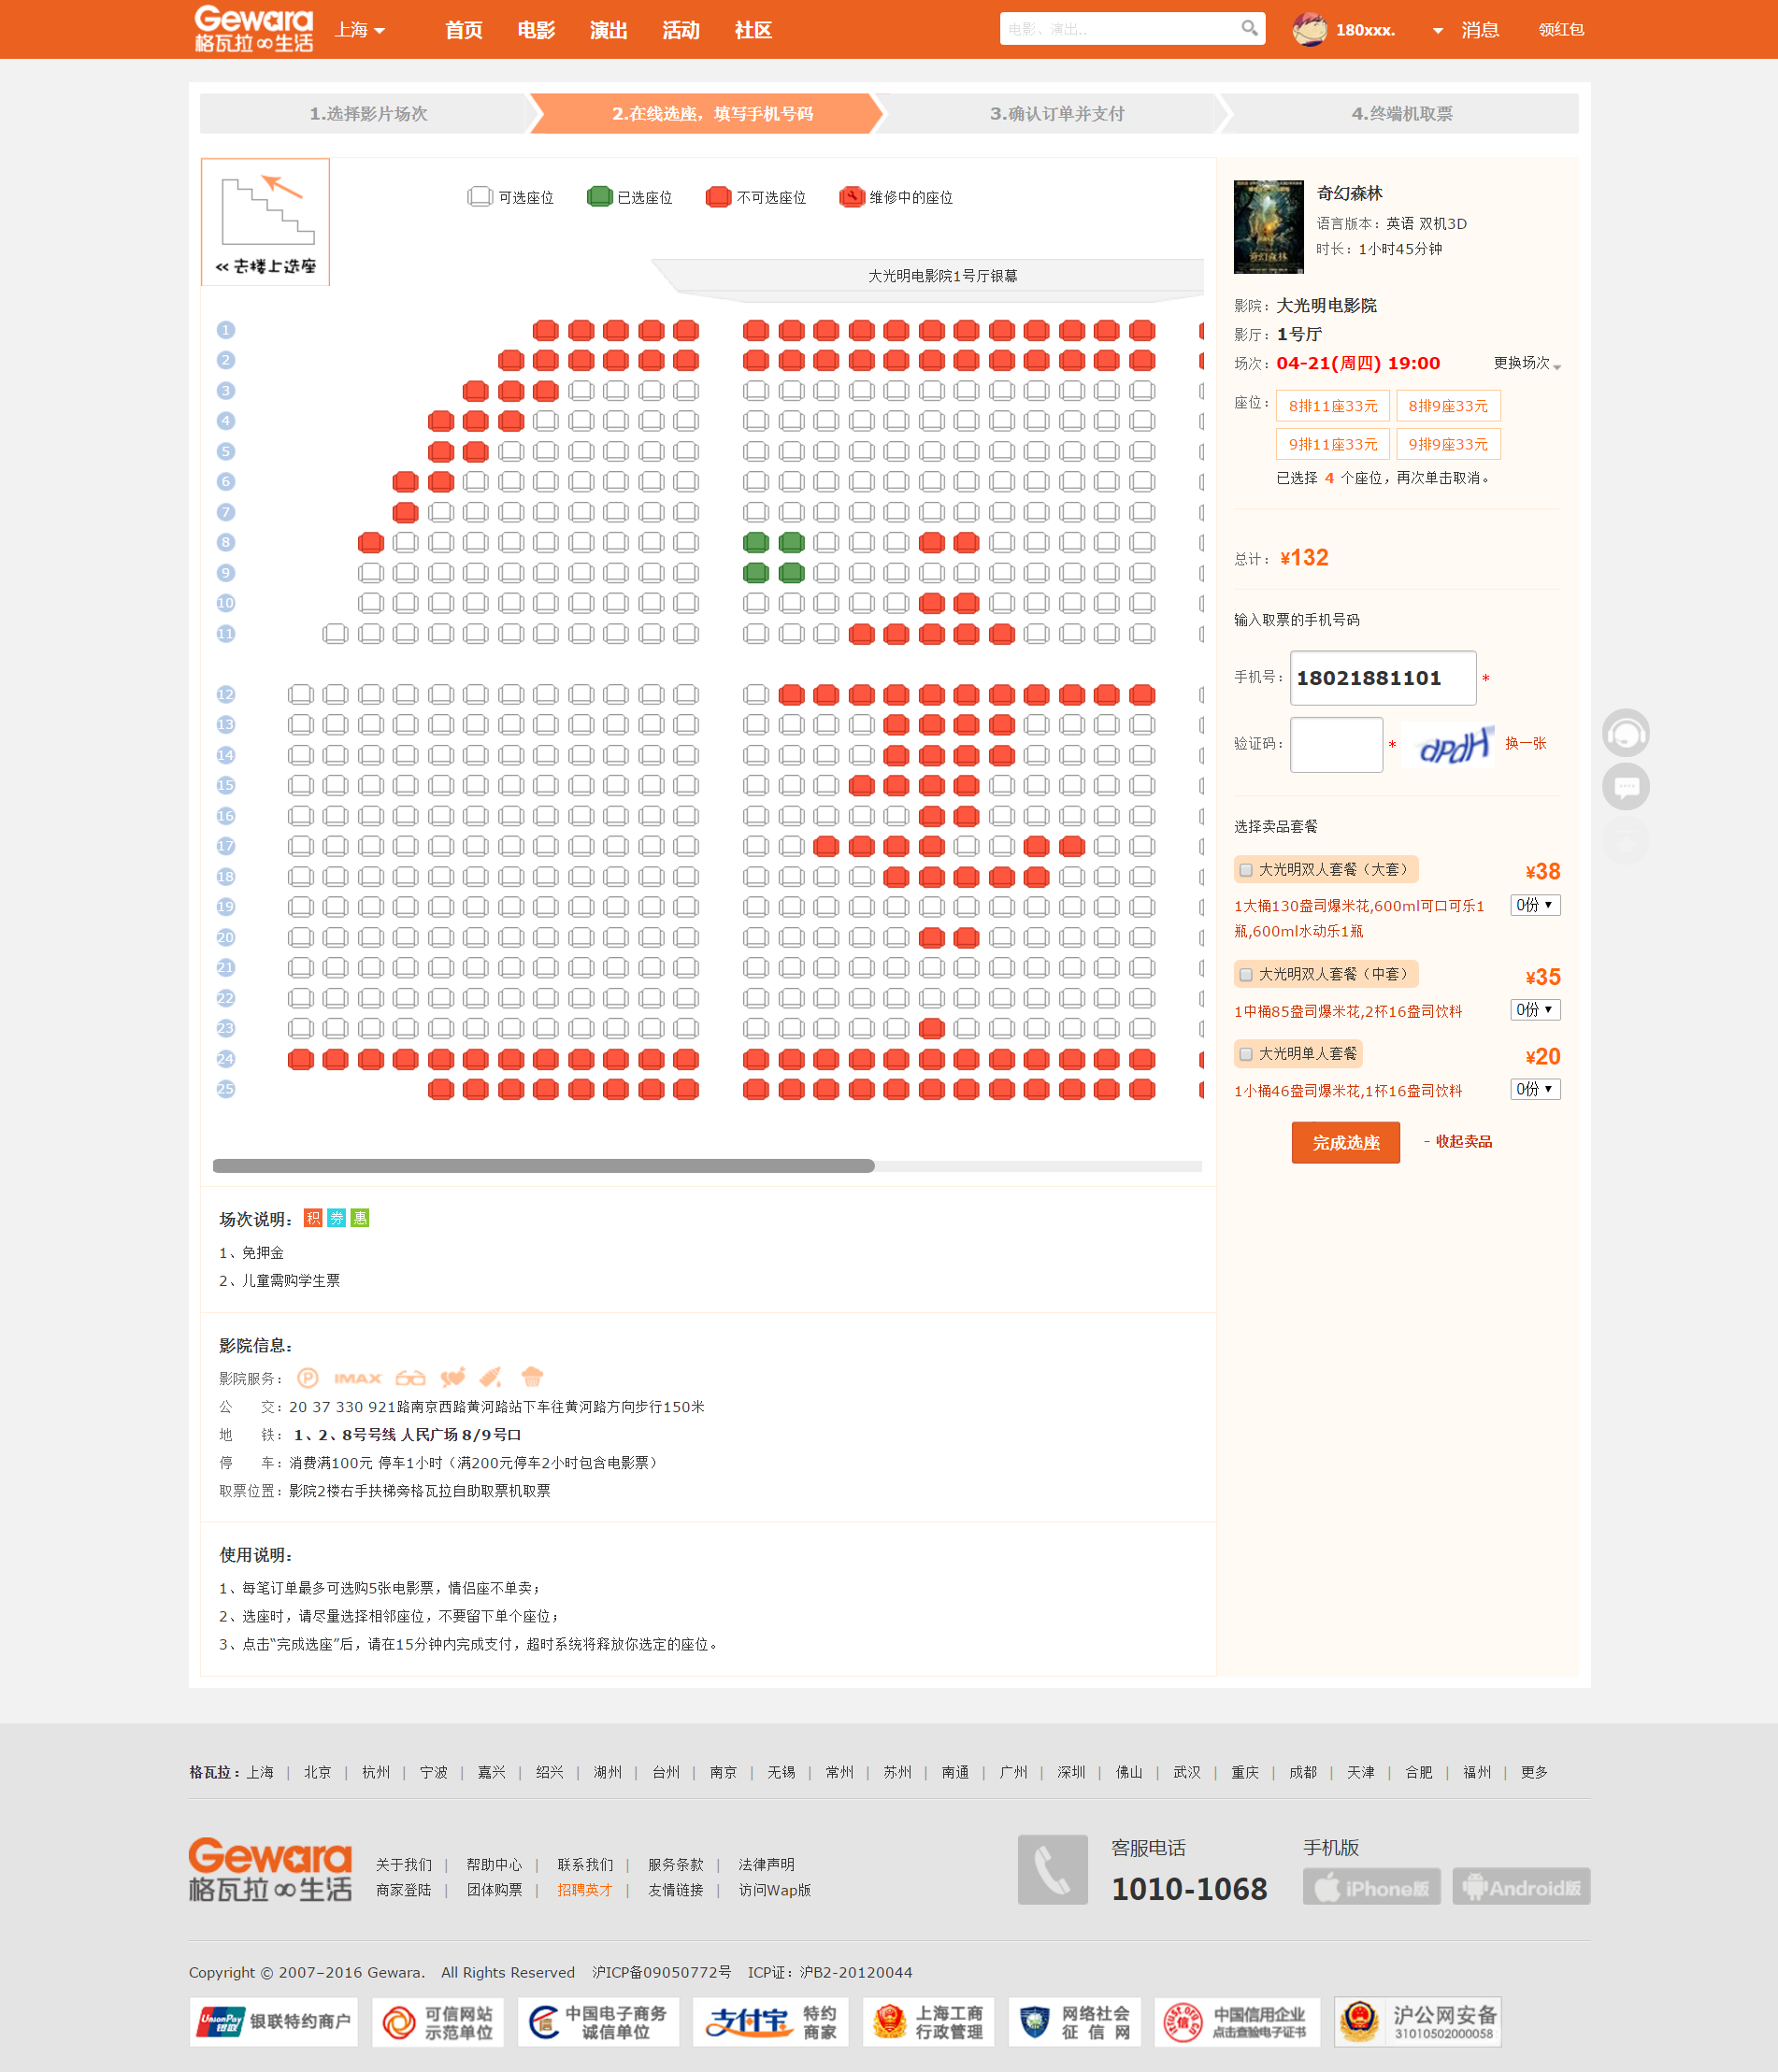 Gewara
格瓦拉∞生活
上海
首页 电影 演出 活动 社区
电影、演出..
180xxx.
消息
领红包
1.选择影片场次
2.在线选座，填写手机号码
3.确认订单并支付
4.终端机取票
«去楼上选座
可选座位
已选座位
不可选座位
维修中的座位
大光明电影院1号厅银幕
1
2
3
4
5
6
7
8
9
10
11
12
13
14
15
16
17
18
19
20
21
22
23
24
25
场次说明： 积 券 惠
1、免押金
2、儿童需购学生票
影院信息：
影院服务： P IMAX
公 交：20 37 330 921路南京西路黄河路站下车往黄河路方向步行150米
地 铁： 1、2、8号号线 人民广场 8/9号口
停 车：消费满100元 停车1小时（满200元停车2小时包含电影票）
取票位置：影院2楼右手扶梯旁格瓦拉自助取票机取票
使用说明：
1、每笔订单最多可选购5张电影票，情侣座不单卖；
2、选座时，请尽量选择相邻座位，不要留下单个座位；
3、点击“完成选座”后，请在15分钟内完成支付，超时系统将释放你选定的座位。
奇幻森林
奇幻森林
语言版本：英语 双机3D
时长：1小时45分钟
影院：大光明电影院
影厅：1号厅
场次：04-21(周四) 19:00 更换场次
座位： 8排11座33元 8排9座33元
9排11座33元 9排9座33元
已选择 4 个座位，再次单击取消。
总计： ¥132
输入取票的手机号码
手机号： 18021881101 *
验证码： * dPdH 换一张
选择卖品套餐
大光明双人套餐（大套） ¥38
1大桶130盎司爆米花,600ml可口可乐1 0份
瓶,600ml水动乐1瓶
大光明双人套餐（中套） ¥35
1中桶85盎司爆米花,2杯16盎司饮料 0份
大光明单人套餐 ¥20
1小桶46盎司爆米花,1杯16盎司饮料 0份
完成选座 - 收起卖品
格瓦拉：上海 | 北京 | 杭州 | 宁波 | 嘉兴 | 绍兴 | 湖州 | 台州 | 南京 | 无锡 | 常州 | 苏州 | 南通 | 广州 | 深圳 | 佛山 | 武汉 | 重庆 | 成都 | 天津 | 合肥 | 福州 | 更多
Gewara
格瓦拉∞生活
关于我们 | 帮助中心 | 联系我们 | 服务条款 | 法律声明
商家登陆 | 团体购票 | 招聘英才 | 友情链接 | 访问Wap版
客服电话
1010-1068
手机版
iPhone版 Android版
Copyright © 2007-2016 Gewara. All Rights Reserved 沪ICP备09050772号 ICP证：沪B2-20120044
UnionPay 银联 银联特约商户
可信网站
示范单位
中国电子商务
诚信单位
支付宝 特约
商家
上海工商
行政管理
网络社会
征信网
信 中国信用企业
点击查验电子证书
沪公网安备
31010502000058